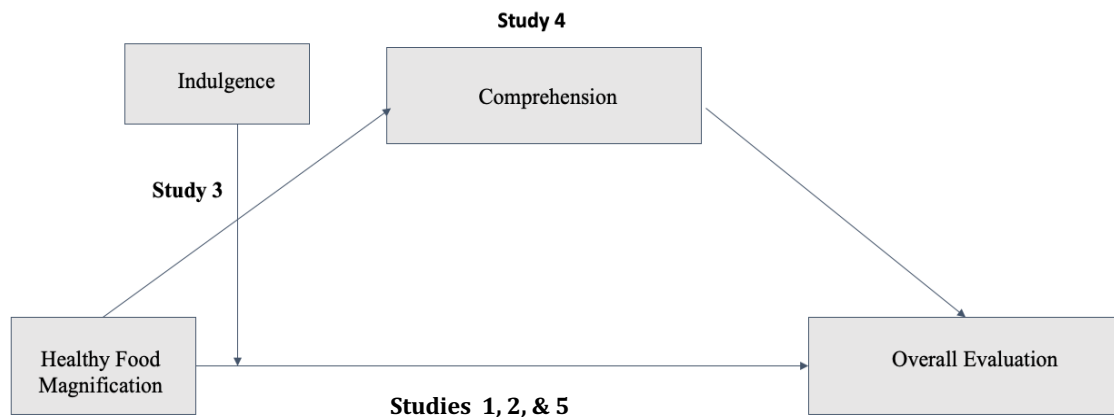 Study 4
Indulgence
Comprehension
Study 3
Healthy Food
Magnification
Overall Evaluation
Studies 1, 2, & 5